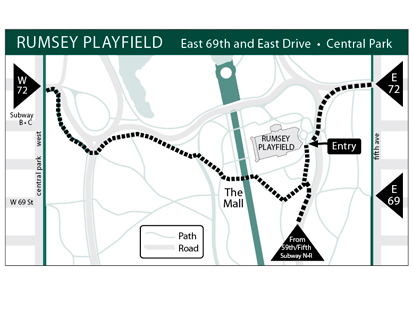 RUMSEY PLAYFIELD East 69th and East Drive • Central Park
W
72
E
72
Subway
B • C
central park west
fifth ave
RUMSEY
PLAYFIELD
Entry
W 69 St
The
Mall
E
69
Path
Road
From
59th/Fifth
Subway N-R